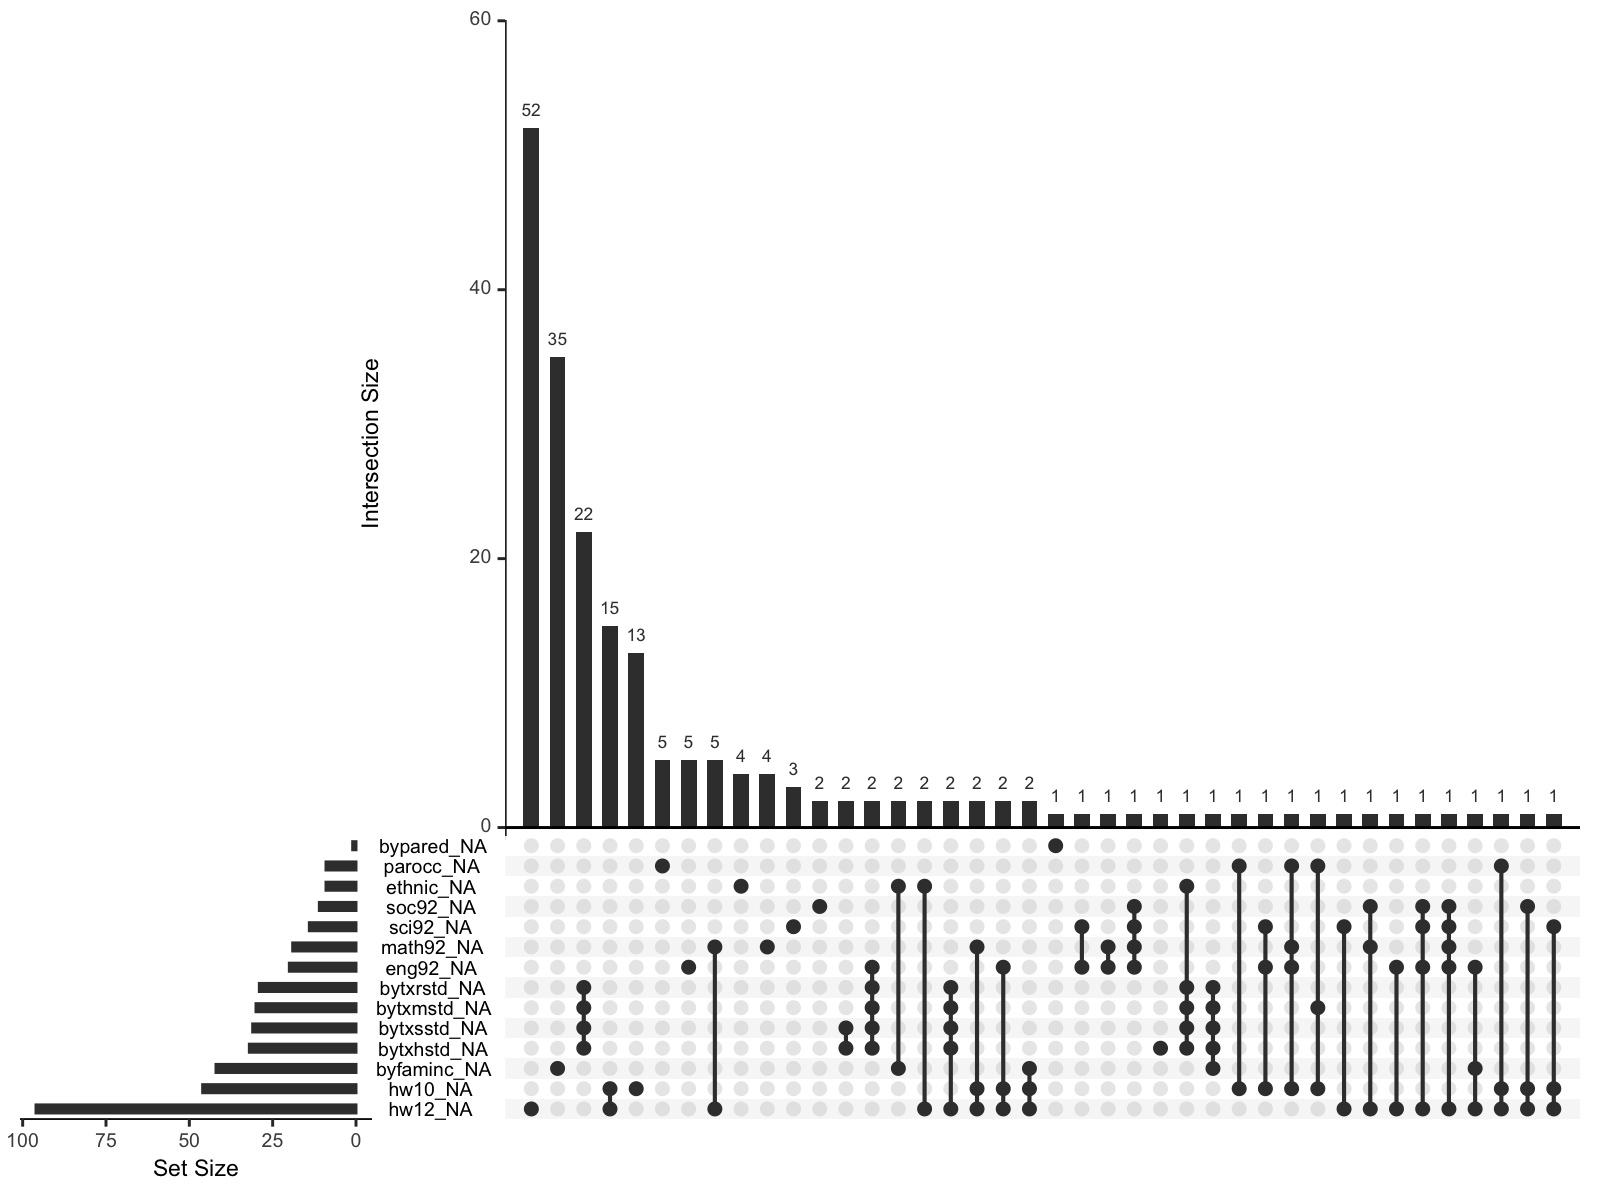 60
52
40
35
Intersection Size
22
20
15
13
5 5 5 4 4 3 2 2 2 2 2 2 2 2 2 1 1 1 1 1 1 1 1 1 1 1 1 1 1 1 1 1 1 1 1
0
bypared_NA
parocc_NA
ethnic_NA
soc92_NA
sci92_NA
math92_NA
eng92_NA
bytxrstd_NA
bytxmstd_NA
bytxsstd_NA
bytxhstd_NA
byfaminc_NA
hw10_NA
hw12_NA
100 75 50 25 0
Set Size